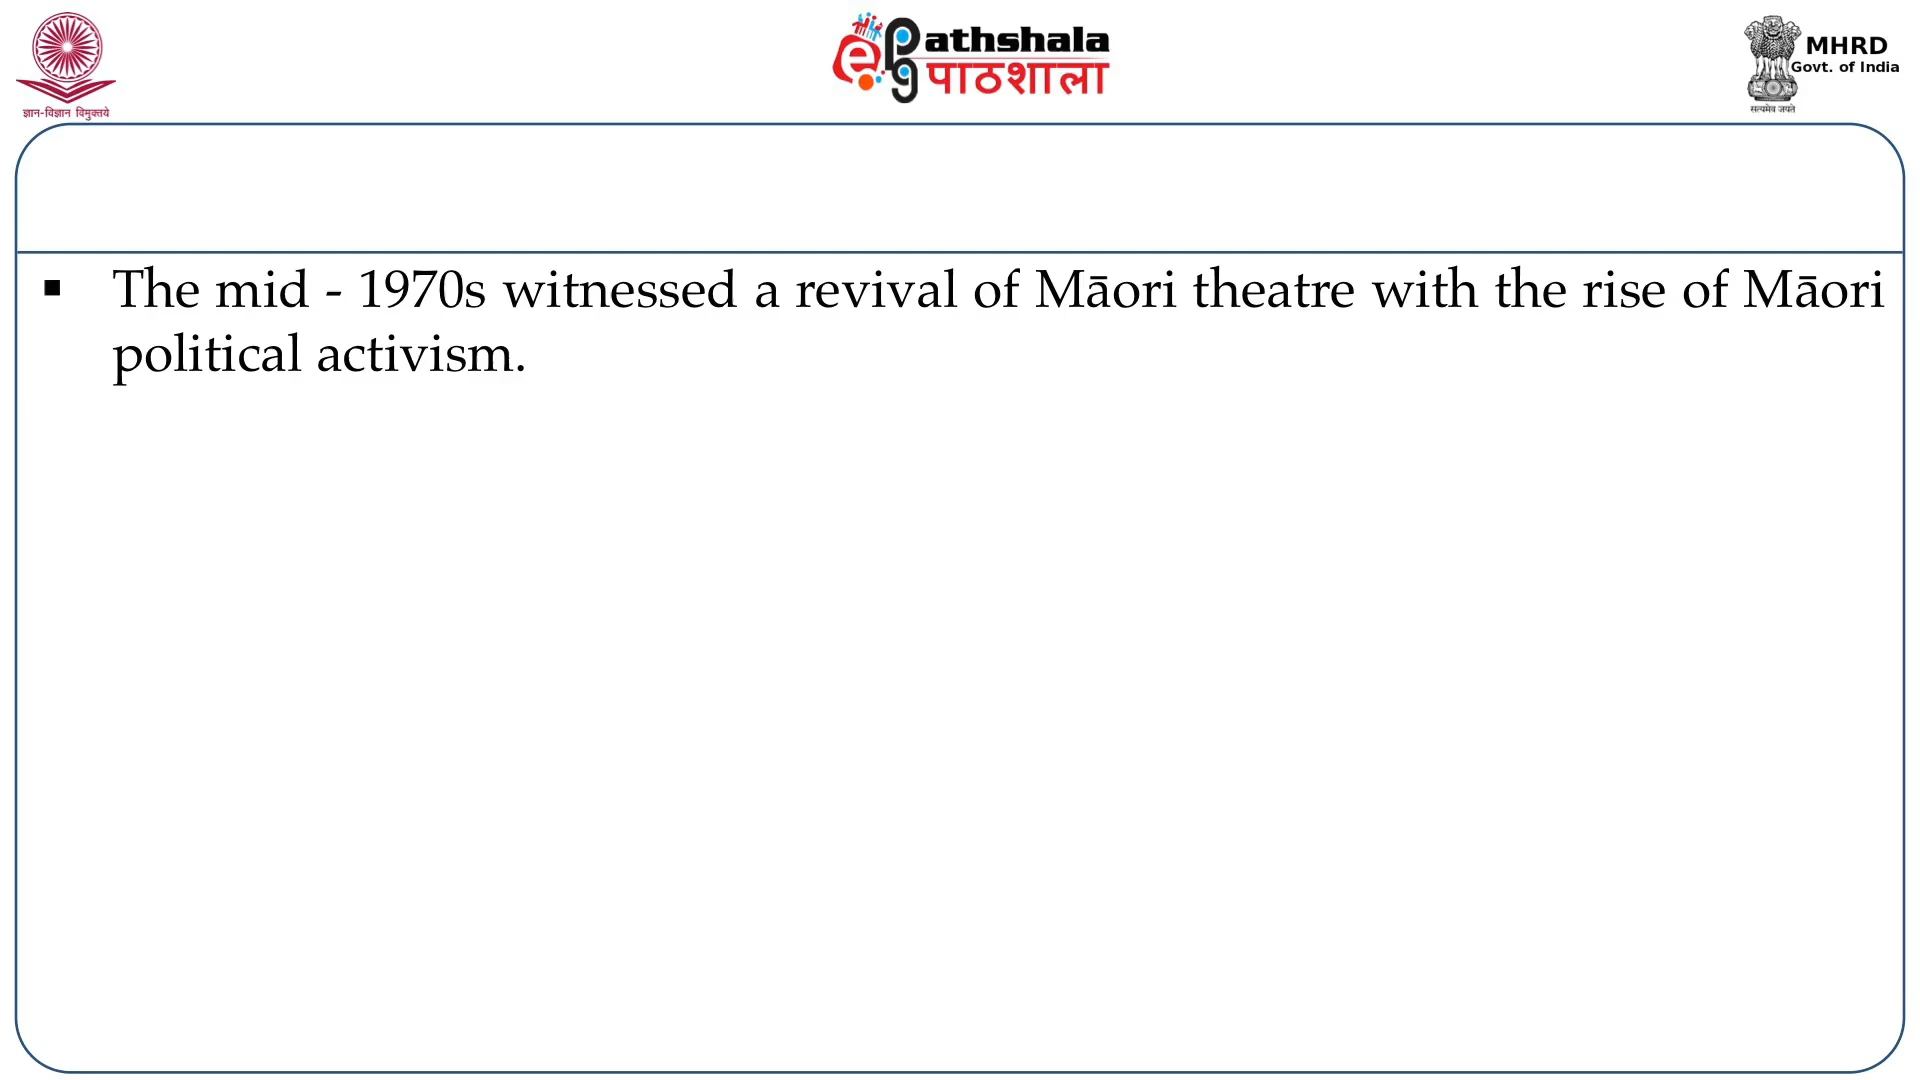 ज्ञान-विज्ञान विमुक्तये
e Pathshala
पाठशाला
MHRD
Govt. of India
सत्यमेव जयते
▪ The mid - 1970s witnessed a revival of Māori theatre with the rise of Māori
political activism.